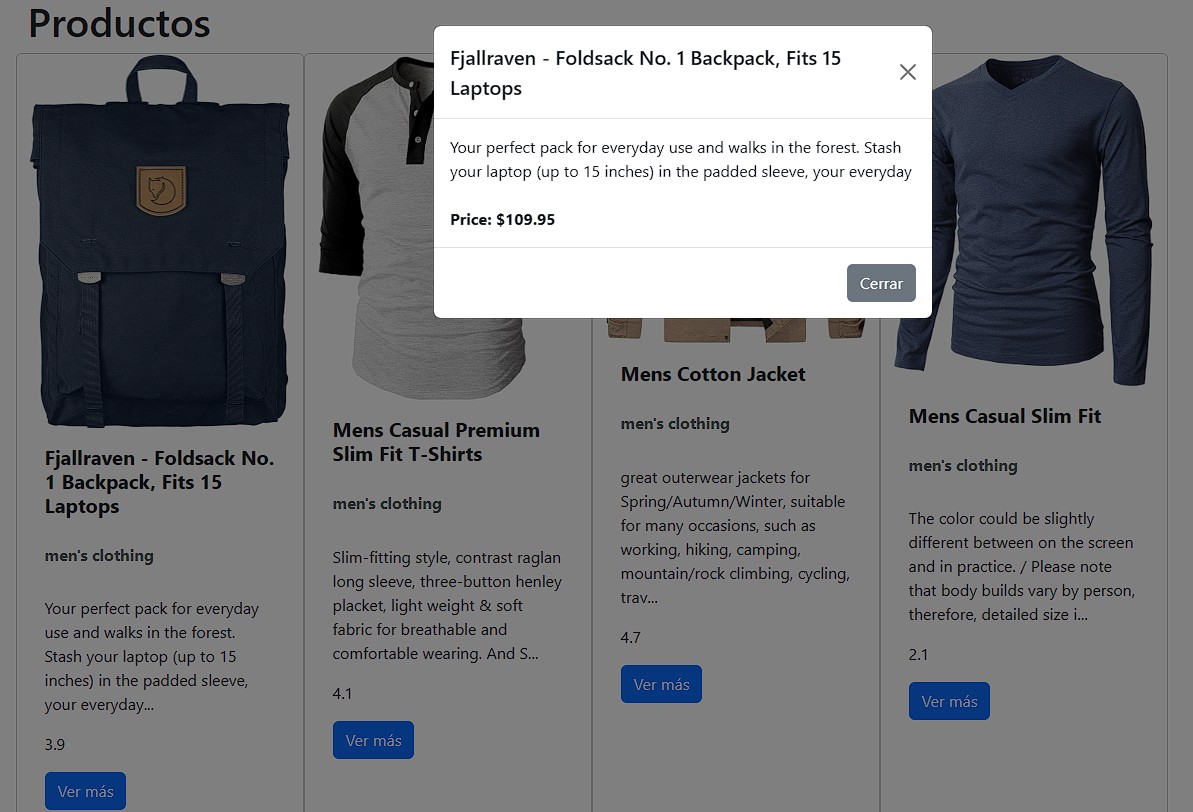 Productos
Fjallraven - Foldsack No. 1 Backpack, Fits 15
Laptops
Your perfect pack for everyday use and walks in the forest. Stash
your laptop (up to 15 inches) in the padded sleeve, your everyday
Price: $109.95
Cerrar
Fjallraven - Foldsack No.
1 Backpack, Fits 15
Laptops
men's clothing
Your perfect pack for everyday
use and walks in the forest.
Stash your laptop (up to 15
inches) in the padded sleeve,
your everyday...
3.9
Ver más
Mens Casual Premium
Slim Fit T-Shirts
men's clothing
Slim-fitting style, contrast raglan
long sleeve, three-button henley
placket, light weight & soft
fabric for breathable and
comfortable wearing. And S...
4.1
Ver más
Mens Cotton Jacket
men's clothing
great outerwear jackets for
Spring/Autumn/Winter, suitable
for many occasions, such as
working, hiking, camping,
mountain/rock climbing, cycling,
trav...
4.7
Ver más
Mens Casual Slim Fit
men's clothing
The color could be slightly
different between on the screen
and in practice. / Please note
that body builds vary by person,
therefore, detailed size i...
2.1
Ver más